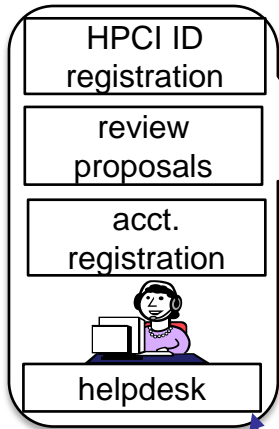 HPCI ID
registration
review
proposals
acct.
registration
helpdesk